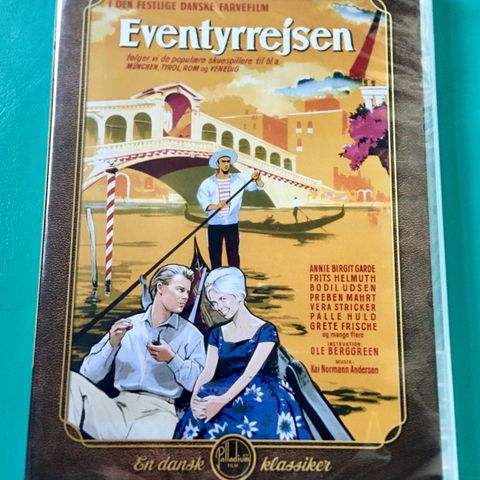 I DEN FESTLIGE DANSKE FARVEFILM
Eventyrrejsen
følger vi de populære skuespillere til bl.a
MÜNCHEN, TYROL, ROM og VENEDIG
ANNIE BIRGIT GARDE
FRITS HELMUTH
BODIL UDSEN
PREBEN MAHRT
VERA STRICKER
PALLE HULD
GRETE FRISCHE
og mange flere
INSTRUKTION:
OLE BERGGREEN
MUSIK:
Kai Normann Andersen
En dansk Palladium FILM klassiker